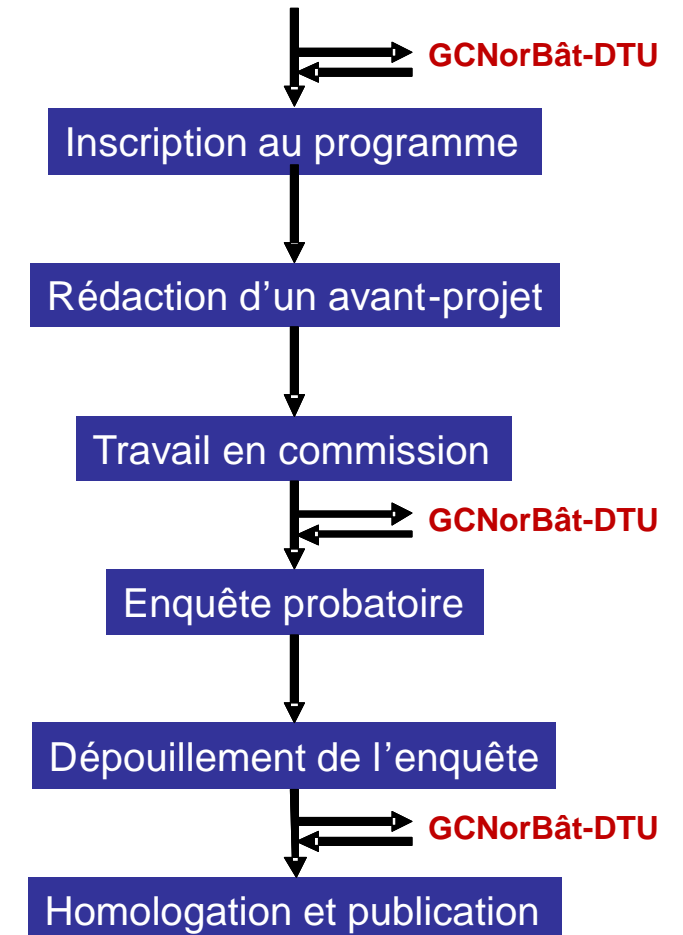 GCNorBât-DTU
Inscription au programme
Rédaction d’un avant-projet
Travail en commission
GCNorBât-DTU
Enquête probatoire
Dépouillement de l’enquête
GCNorBât-DTU
Homologation et publication